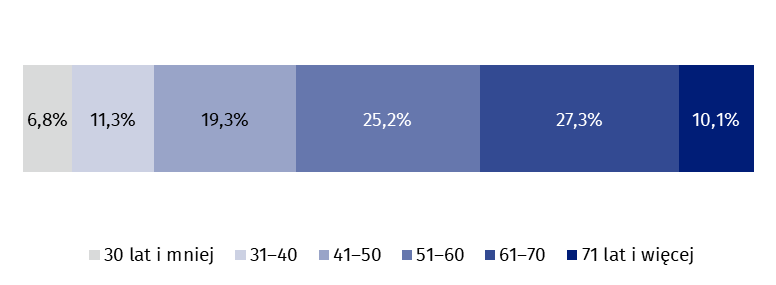 6,8% 11,3% 19,3% 25,2% 27,3% 10,1%
30 lat i mniej 31–40 41–50 51–60 61–70 71 lat i więcej